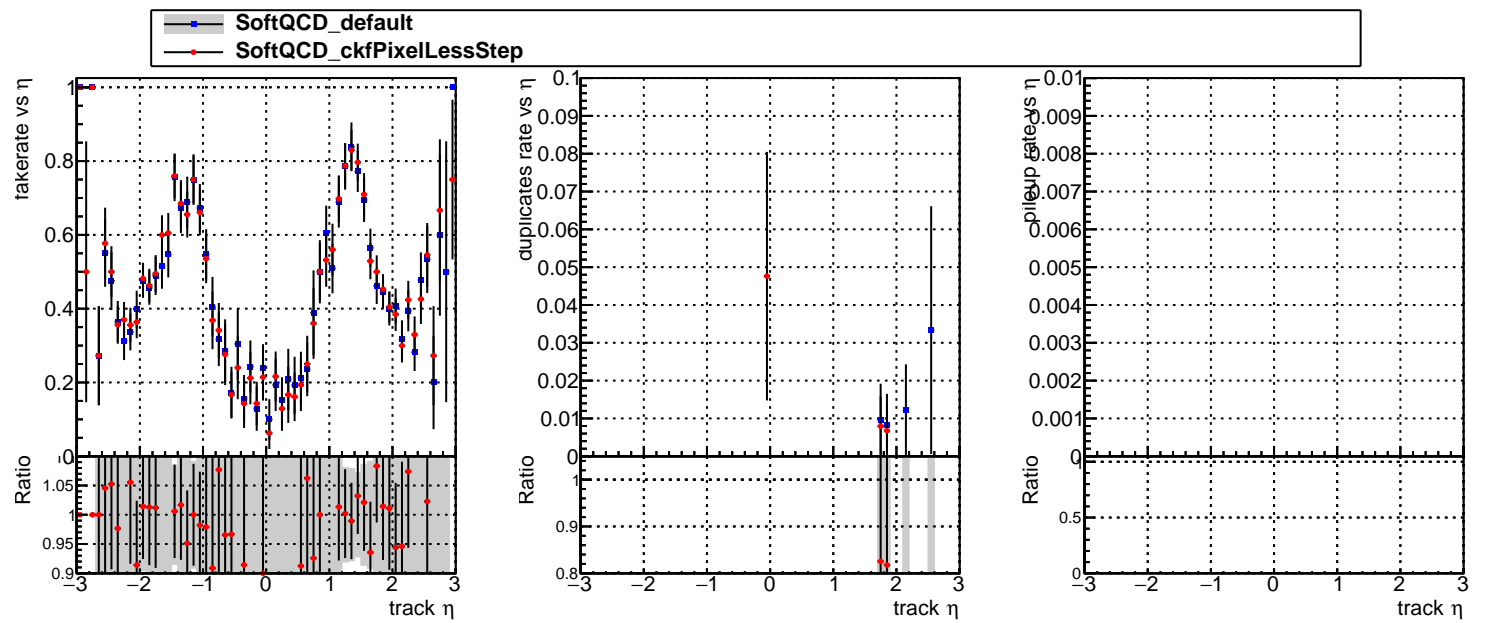 SoftQCD_default
SoftQCD_ckfPixelLessStep
fakerate vs η
1
0.8
0.6
0.4
0.2
0
Ratio
1.05
1
0.95
0.9
−3 −2 −1 0 1 2 3
track η
duplicates rate vs η
0.1
0.09
0.08
0.07
0.06
0.05
0.04
0.03
0.02
0.01
0
Ratio
1
0.9
0.8
−3 −2 −1 0 1 2 3
track η
pileup rate vs η
0.01
0.009
0.008
0.007
0.006
0.005
0.004
0.003
0.002
0.001
0
Ratio
1
0.5
0
−3 −2 −1 0 1 2 3
track η